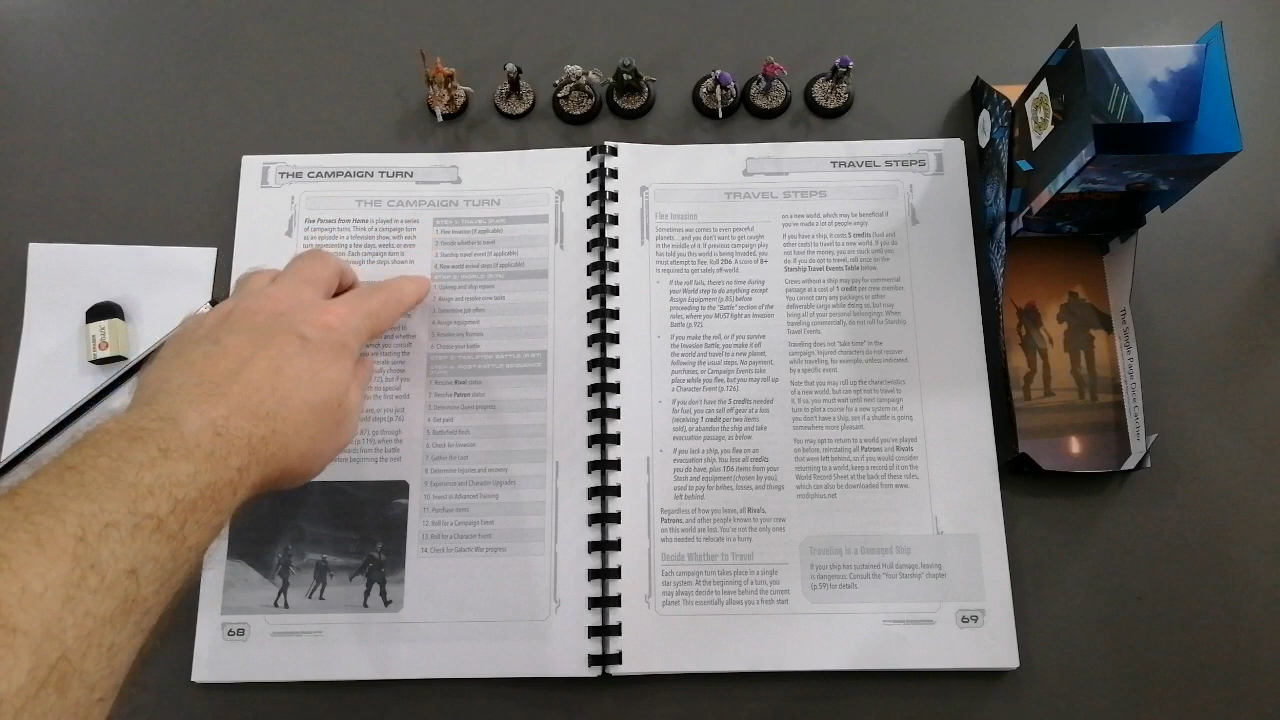 THE CAMPAIGN TURN
THE CAMPAIGN TURN
Five Parsecs from Home is played in a series
of campaign turns. Think of a campaign turn
as an episode in a television show, with each
turn representing a few days, weeks, or even
Each campaign turn is
through the steps shown in
STEP 1: TRAVEL
1. Flee Invasion (if applicable)
2. Decide whether to travel
3. Starship travel event (if applicable)
4. New world arrival steps (if applicable)
STEP 2: WORLD
1. Upkeep and ship repairs
2. Assign and resolve crew tasks
3. Determine job offers
4. Assign equipment
5. Resolve any Rumors
6. Choose your battle
STEP 3: TABLETOP BATTLE
STEP 4: POST-BATTLE SEQUENCE
1. Resolve Rival status
2. Resolve Patron status
3. Determine Quest progress
4. Get paid
5. Battlefield finds
6. Check for Invasion
7. Gather the Loot
8. Determine Injuries and recovery
9. Experience and Character Upgrades
10. Invest in Advanced Training
11. Purchase items
12. Roll for a Campaign Event
13. Roll for a Character Event
14. Check for Galactic War progress
68
TRAVEL STEPS
TRAVEL STEPS
Flee Invasion
Sometimes war comes to even peaceful
planets. . .and you don't want to get caught
in the middle of it. If previous campaign play
has told you this world is being Invaded, you
must attempt to flee. Roll 2D6. A score of 8+
is required to get safely off-world.
• If the roll fails, there's no time during
your World step to do anything except
Assign Equipment (p.85) before
proceeding to the "Battle" section of the
rules, where you MUST fight an Invasion
Battle (p.92).
• If you make the roll, or if you survive
the Invasion Battle, you make it off
the world and travel to a new planet,
following the usual steps. No payment,
purchases, or Campaign Events take
place while you flee, but you may roll up
a Character Event (p.126).
• If you don't have the 5 credits needed
for fuel, you can sell off gear at a loss
(receiving 1 credit per two items
sold), or abandon the ship and take
evacuation passage, as below.
• If you lack a ship, you flee on an
evacuation ship. You lose all credits
you do have, plus 1D6 items from your
Stash and equipment (chosen by you),
used to pay for bribes, losses, and things
left behind.
Regardless of how you leave, all Rivals,
Patrons, and other people known to your crew
on this world are lost. You're not the only ones
who needed to relocate in a hurry.
Decide Whether to Travel
Each campaign turn takes place in a single
star system. At the beginning of a turn, you
may always decide to leave behind the current
planet. This essentially allows you a fresh start
on a new world, which may be beneficial if
you've made a lot of people angry.
If you have a ship, it costs 5 credits (fuel and
other costs) to travel to a new world. If you do
not have the money, you are stuck until you
do. If you do opt to travel, roll once on the
Starship Travel Events Table below.
Crews without a ship may pay for commercial
passage at a cost of 1 credit per crew member.
You cannot carry any packages or other
deliverable cargo while doing so, but may
bring all of your personal belongings. When
traveling commercially, do not roll for Starship
Travel Events.
Traveling does not "take time" in the
campaign. Injured characters do not recover
while travelling, for example, unless indicated
by a specific event.
Note that you may roll up the characteristics
of a new world, but can opt not to travel to
it. If so, you must wait until next campaign
turn to plot a course for a new system or, if
you don't have a ship, see if a shuttle is going
somewhere more pleasant.
You may opt to return to a world you've played
on before, reinstating all Patrons and Rivals
that were left behind, so if you would consider
returning to a world, keep a record of it on the
World Record Sheet at the back of these rules,
which can also be downloaded from www.
modiphius.net
Traveling in a Damaged Ship
If your ship has sustained Hull damage, leaving
is dangerous. Consult the "Your Starship" chapter
(p.59) for details.
69
The Single Page Dice Catcher